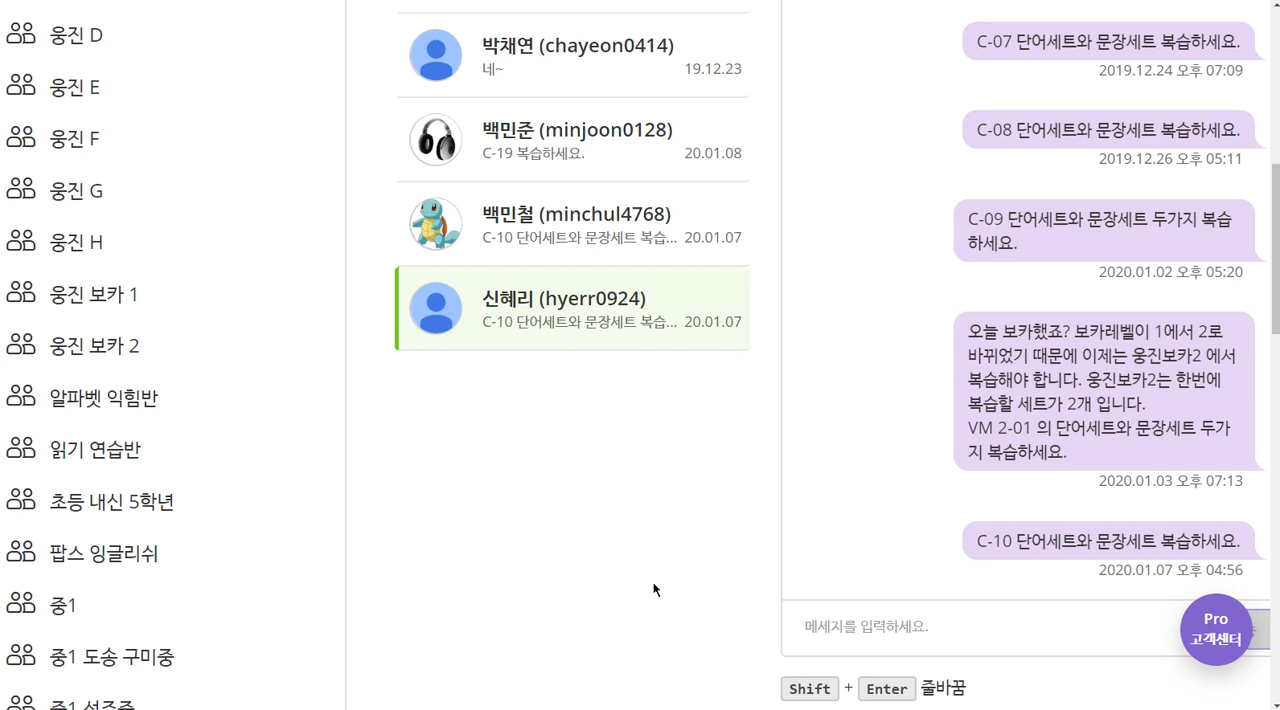 웅진 D
웅진 E
웅진 F
웅진 G
웅진 H
웅진 보카 1
웅진 보카 2
알파벳 익힘반
읽기 연습반
초등 내신 5학년
팝스 잉글리쉬
중1
중1 도송 구미중
박채연 (chayeon0414)
네~ 19.12.23
백민준 (minjoon0128)
C-19 복습하세요. 20.01.08
백민철 (minchul4768)
C-10 단어세트와 문장세트 복습... 20.01.07
신혜리 (hyerr0924)
C-10 단어세트와 문장세트 복습... 20.01.07
C-07 단어세트와 문장세트 복습하세요.
2019.12.24 오후 07:09
C-08 단어세트와 문장세트 복습하세요.
2019.12.26 오후 05:11
C-09 단어세트와 문장세트 두가지 복습
하세요.
2020.01.02 오후 05:20
오늘 보카했죠? 보카레벨이 1에서 2로
바뀌었기 때문에 이제는 웅진보카2 에서
복습해야 합니다. 웅진보카2는 한번에
복습할 세트가 2개 입니다.
VM 2-01 의 단어세트와 문장세트 두가
지 복습하세요.
2020.01.03 오후 07:13
C-10 단어세트와 문장세트 복습하세요.
2020.01.07 오후 04:56
메세지를 입력하세요.
Pro
고객센터
Shift + Enter 줄바꿈